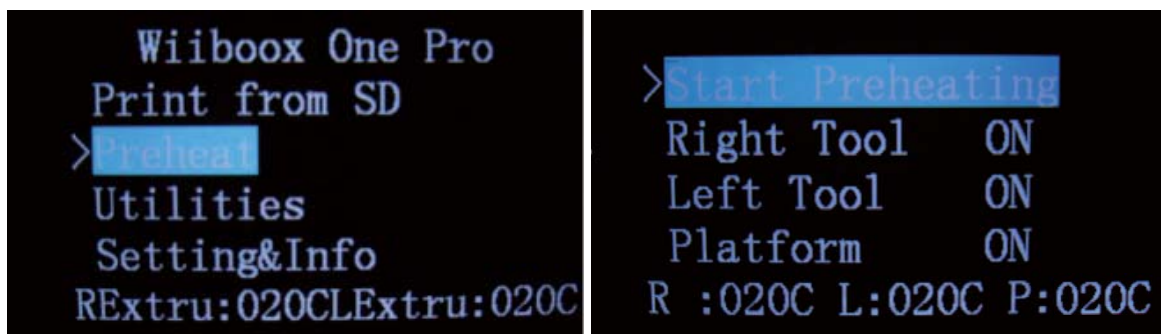 Wiiboox One Pro
Print from SD
>Preheat
Utilities
Setting&Info
RExtru:020CLExtru:020C
>Start Preheating
Right Tool ON
Left Tool ON
Platform ON
R :020C L:020C P:020C